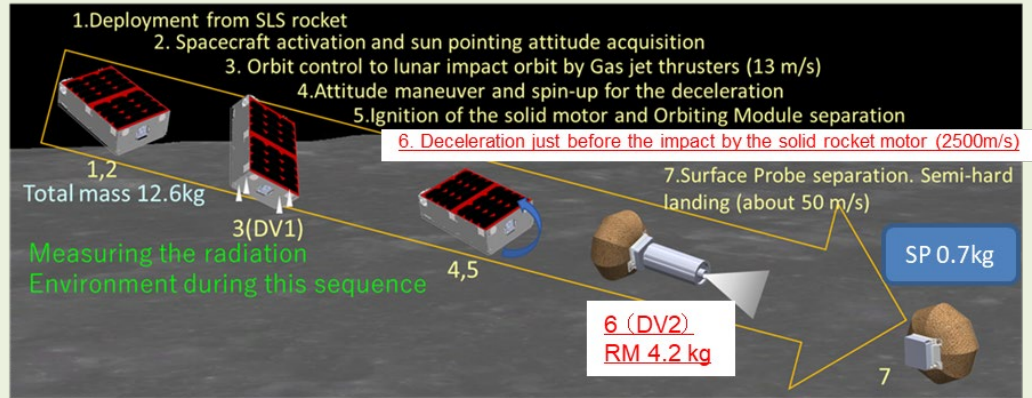 1.Deployment from SLS rocket
2. Spacecraft activation and sun pointing attitude acquisition
3. Orbit control to lunar impact orbit by Gas jet thrusters (13 m/s)
4.Attitude maneuver and spin-up for the deceleration
5.Ignition of the solid motor and Orbiting Module separation
6. Deceleration just before the impact by the solid rocket motor (2500m/s)
7.Surface Probe separation. Semi-hard
landing (about 50 m/s)
1,2
Total mass 12.6kg
3(DV1)
Measuring the radiation
Environment during this sequence
4,5
6（DV2）
RM 4.2 kg
SP 0.7kg
7